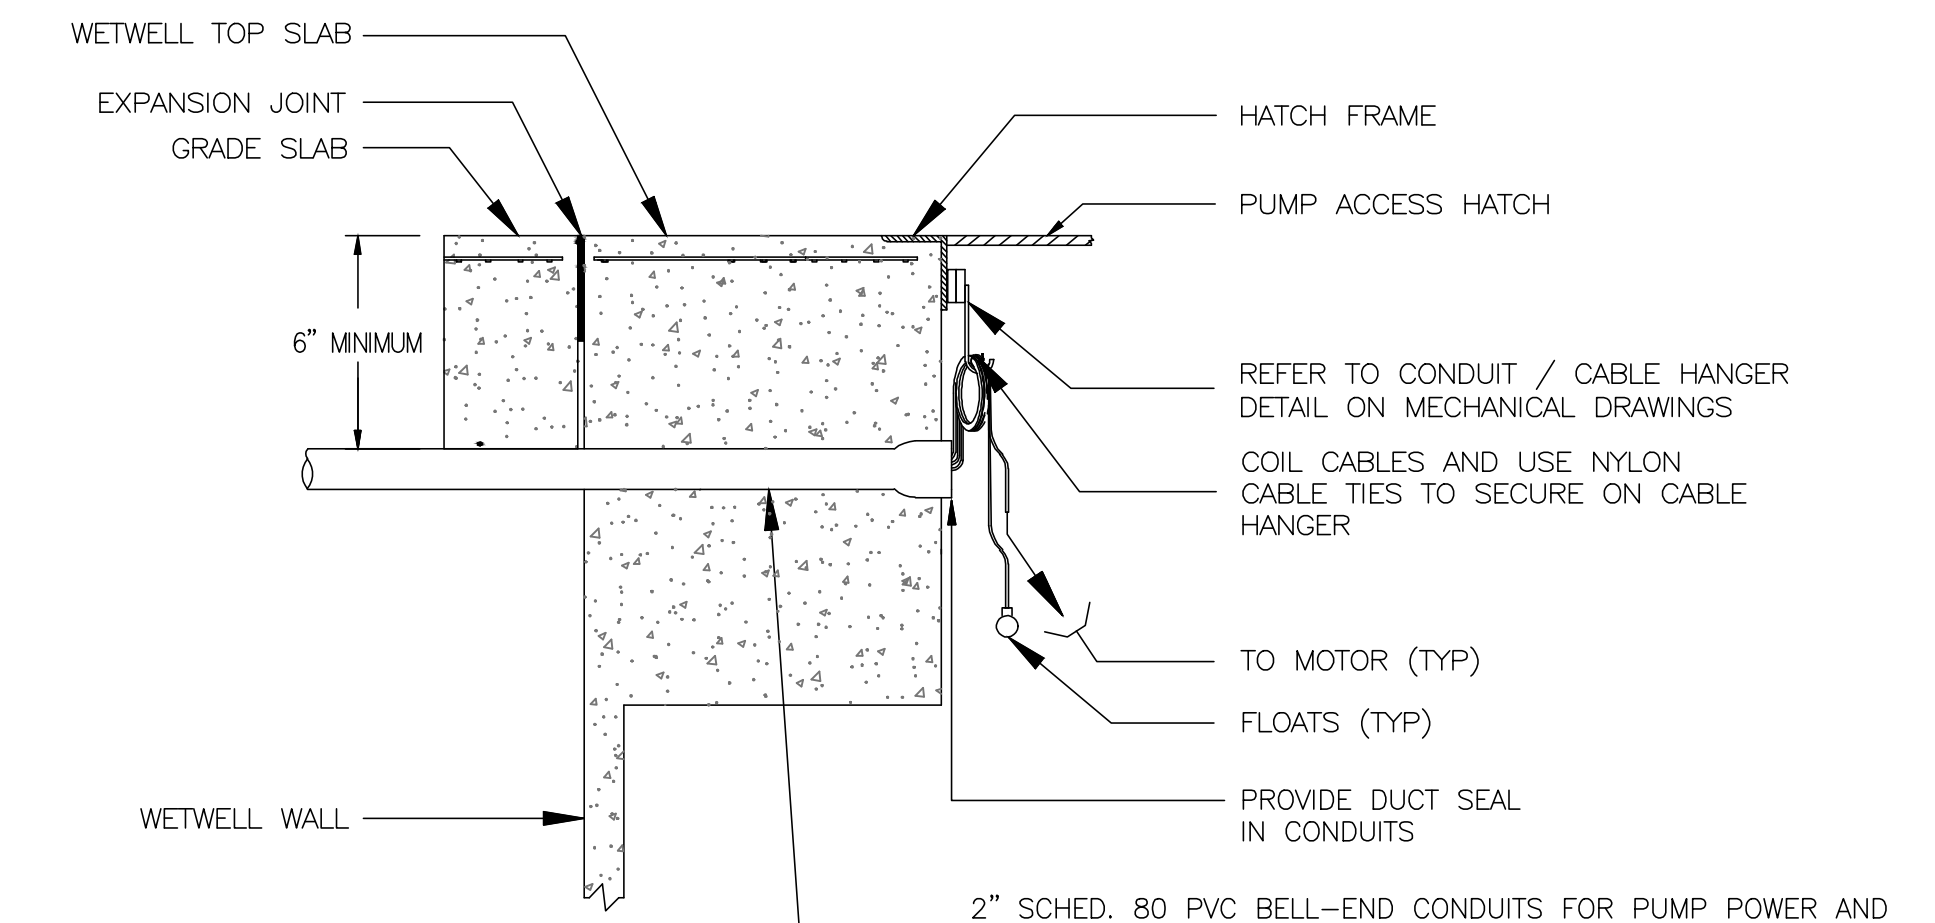 WETWELL TOP SLAB
EXPANSION JOINT
GRADE SLAB
6” MINIMUM
WETWELL WALL
HATCH FRAME
PUMP ACCESS HATCH
REFER TO CONDUIT / CABLE HANGER
DETAIL ON MECHANICAL DRAWINGS
COIL CABLES AND USE NYLON
CABLE TIES TO SECURE ON CABLE
HANGER
TO MOTOR (TYP)
FLOATS (TYP)
PROVIDE DUCT SEAL
IN CONDUITS
2” SCHED. 80 PVC BELL–END CONDUITS FOR PUMP POWER AND